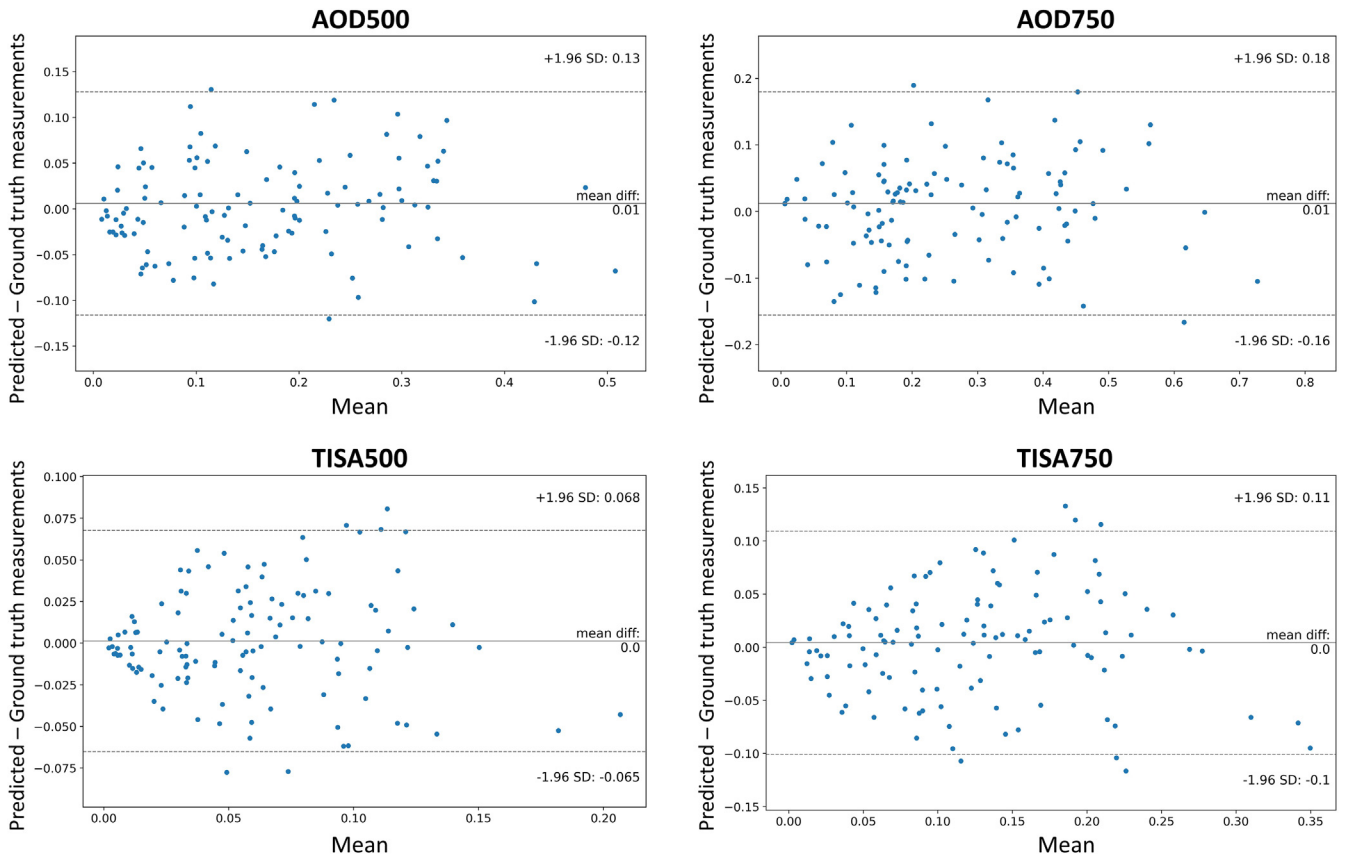 AOD500
Predicted – Ground truth measurements
0.15
0.10
0.05
0.00
−0.05
−0.10
−0.15
+1.96 SD: 0.13
mean diff:
0.01
-1.96 SD: -0.12
0.0 0.1 0.2 0.3 0.4 0.5
Mean
AOD750
Predicted – Ground truth measurements
0.2
0.1
0.0
−0.1
−0.2
+1.96 SD: 0.18
mean diff:
0.01
-1.96 SD: -0.16
0.0 0.1 0.2 0.3 0.4 0.5 0.6 0.7 0.8
Mean
TISA500
Predicted – Ground truth measurements
0.100
0.075
0.050
0.025
0.000
−0.025
−0.050
−0.075
+1.96 SD: 0.068
mean diff:
0.0
-1.96 SD: -0.065
0.00 0.05 0.10 0.15 0.20
Mean
TISA750
Predicted – Ground truth measurements
0.15
0.10
0.05
0.00
−0.05
−0.10
−0.15
+1.96 SD: 0.11
mean diff:
0.0
-1.96 SD: -0.1
0.00 0.05 0.10 0.15 0.20 0.25 0.30 0.35
Mean